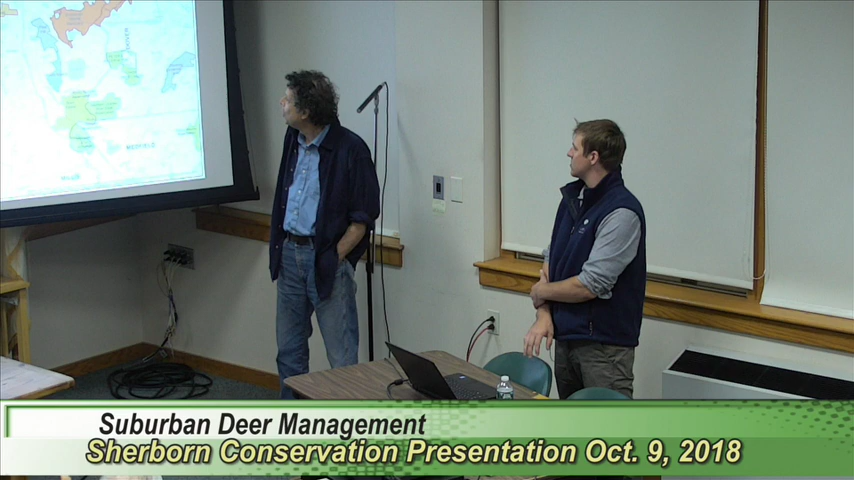 Suburban Deer Management
Sherborn Conservation Presentation Oct. 9, 2018